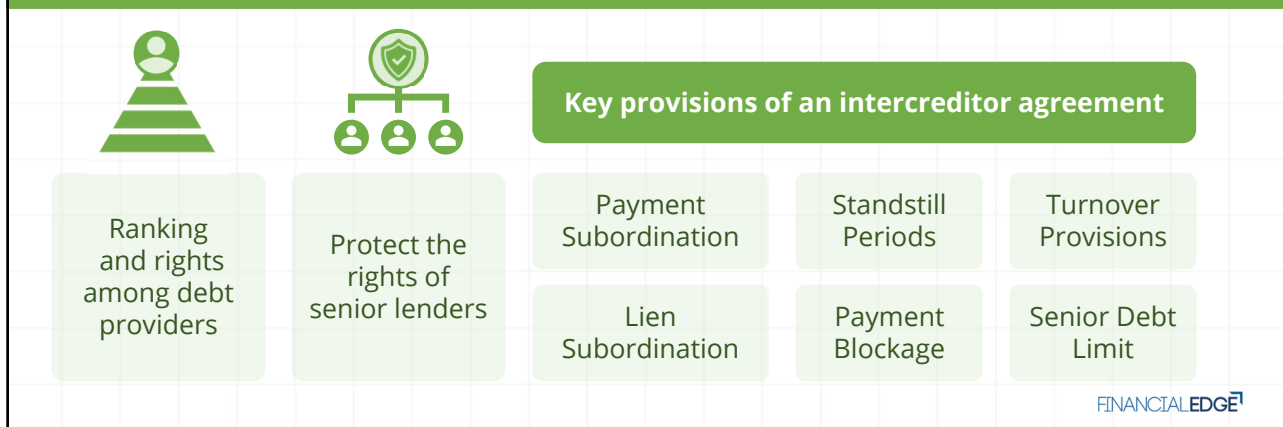 Key provisions of an intercreditor agreement
Ranking
and rights
among debt
providers
Protect the
rights of
senior lenders
Payment
Subordination
Standstill
Periods
Turnover
Provisions
Lien
Subordination
Payment
Blockage
Senior Debt
Limit
FINANCIALEDGE